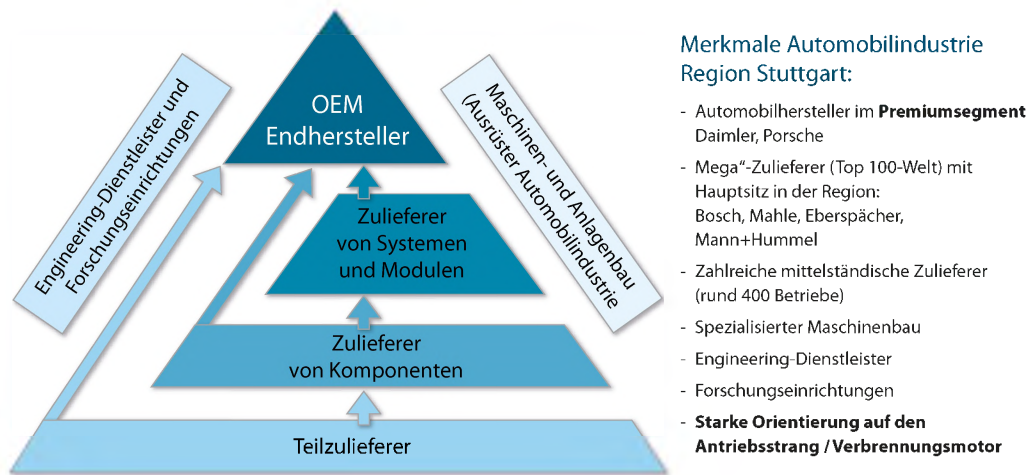 OEM
Endhersteller
Engineering-Dienstleister und
Forschungseinrichtungen
Maschinen- und Anlagenbau
(Ausrüster Automobilindustrie
Zulieferer
von Systemen
und Modulen
Zulieferer
von Komponenten
Teilzulieferer
Merkmale Automobilindustrie
Region Stuttgart:
- Automobilhersteller im Premiumsegment
Daimler, Porsche
- Mega“-Zulieferer (Top 100-Welt) mit
Hauptsitz in der Region:
Bosch, Mahle, Eberspächer,
Mann+Hummel
- Zahlreiche mittelständische Zulieferer
(rund 400 Betriebe)
- Spezialisierter Maschinenbau
- Engineering-Dienstleister
- Forschungseinrichtungen
- Starke Orientierung auf den
Antriebsstrang / Verbrennungsmotor